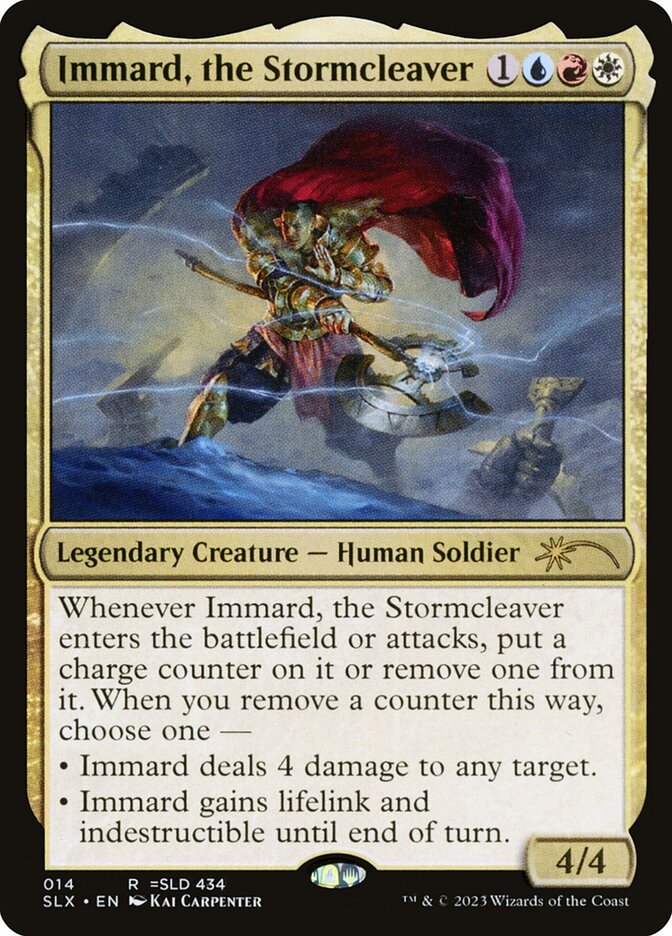 Immard, the Stormcleaver 1
Legendary Creature — Human Soldier
Whenever Immard, the Stormcleaver
enters the battlefield or attacks, put a
charge counter on it or remove one from
it. When you remove a counter this way,
choose one —
• Immard deals 4 damage to any target.
• Immard gains lifelink and
indestructible until end of turn.
4/4
014 R =SLD 434
SLX • EN Kai Carpenter ™ & © 2023 Wizards of the Coast